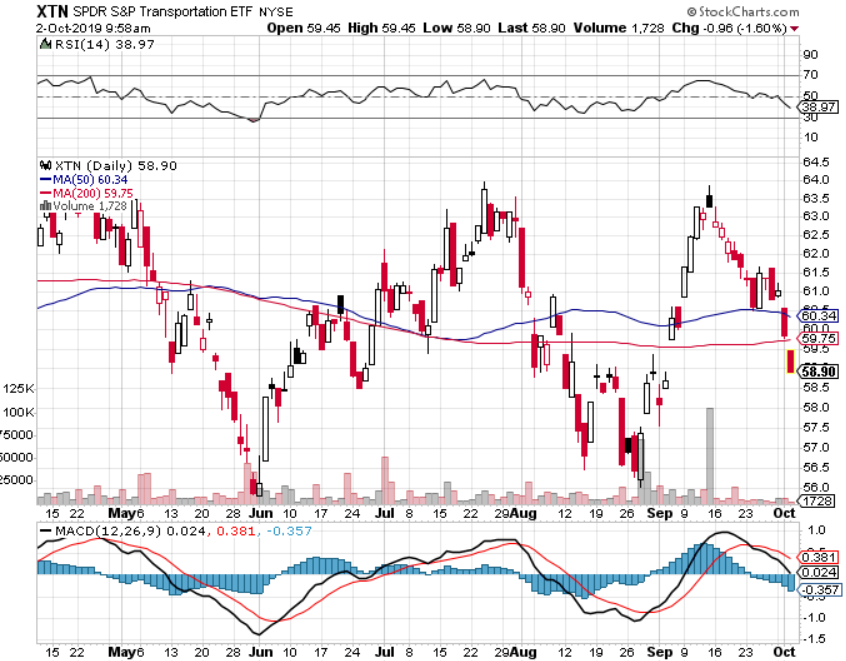 XTN SPDR S&P Transportation ETF NYSE © StockCharts.com
2-Oct-2019 9:58am Open 59.45 High 59.45 Low 58.90 Last 58.90 Volume 1,728 Chg -0.96 (-1.60%)
RSI(14) 38.97
90
70
50
38.97
30
10
XTN (Daily) 58.90
MA(50) 60.34
MA(200) 59.75
Volume 1,728
64.5
64.0
63.5
63.0
62.5
62.0
61.5
61.0
60.34
60.0
59.75
59.5
58.90
58.5
58.0
57.5
57.0
56.5
56.0
125K
100K
75000
25000
1728
15 22 May6 13 20 28 Jun 10 17 24 Jul 8 15 22 29Aug 12 19 26 Sep 9 16 23 Oct
MACD(12,26,9) 0.024, 0.381, -0.357
1.0
0.381
0.024
-0.357
-0.5
-1.0
-1.5
15 22 May6 13 20 28 Jun 10 17 24 Jul 8 15 22 29Aug 12 19 26 Sep 9 16 23 Oct